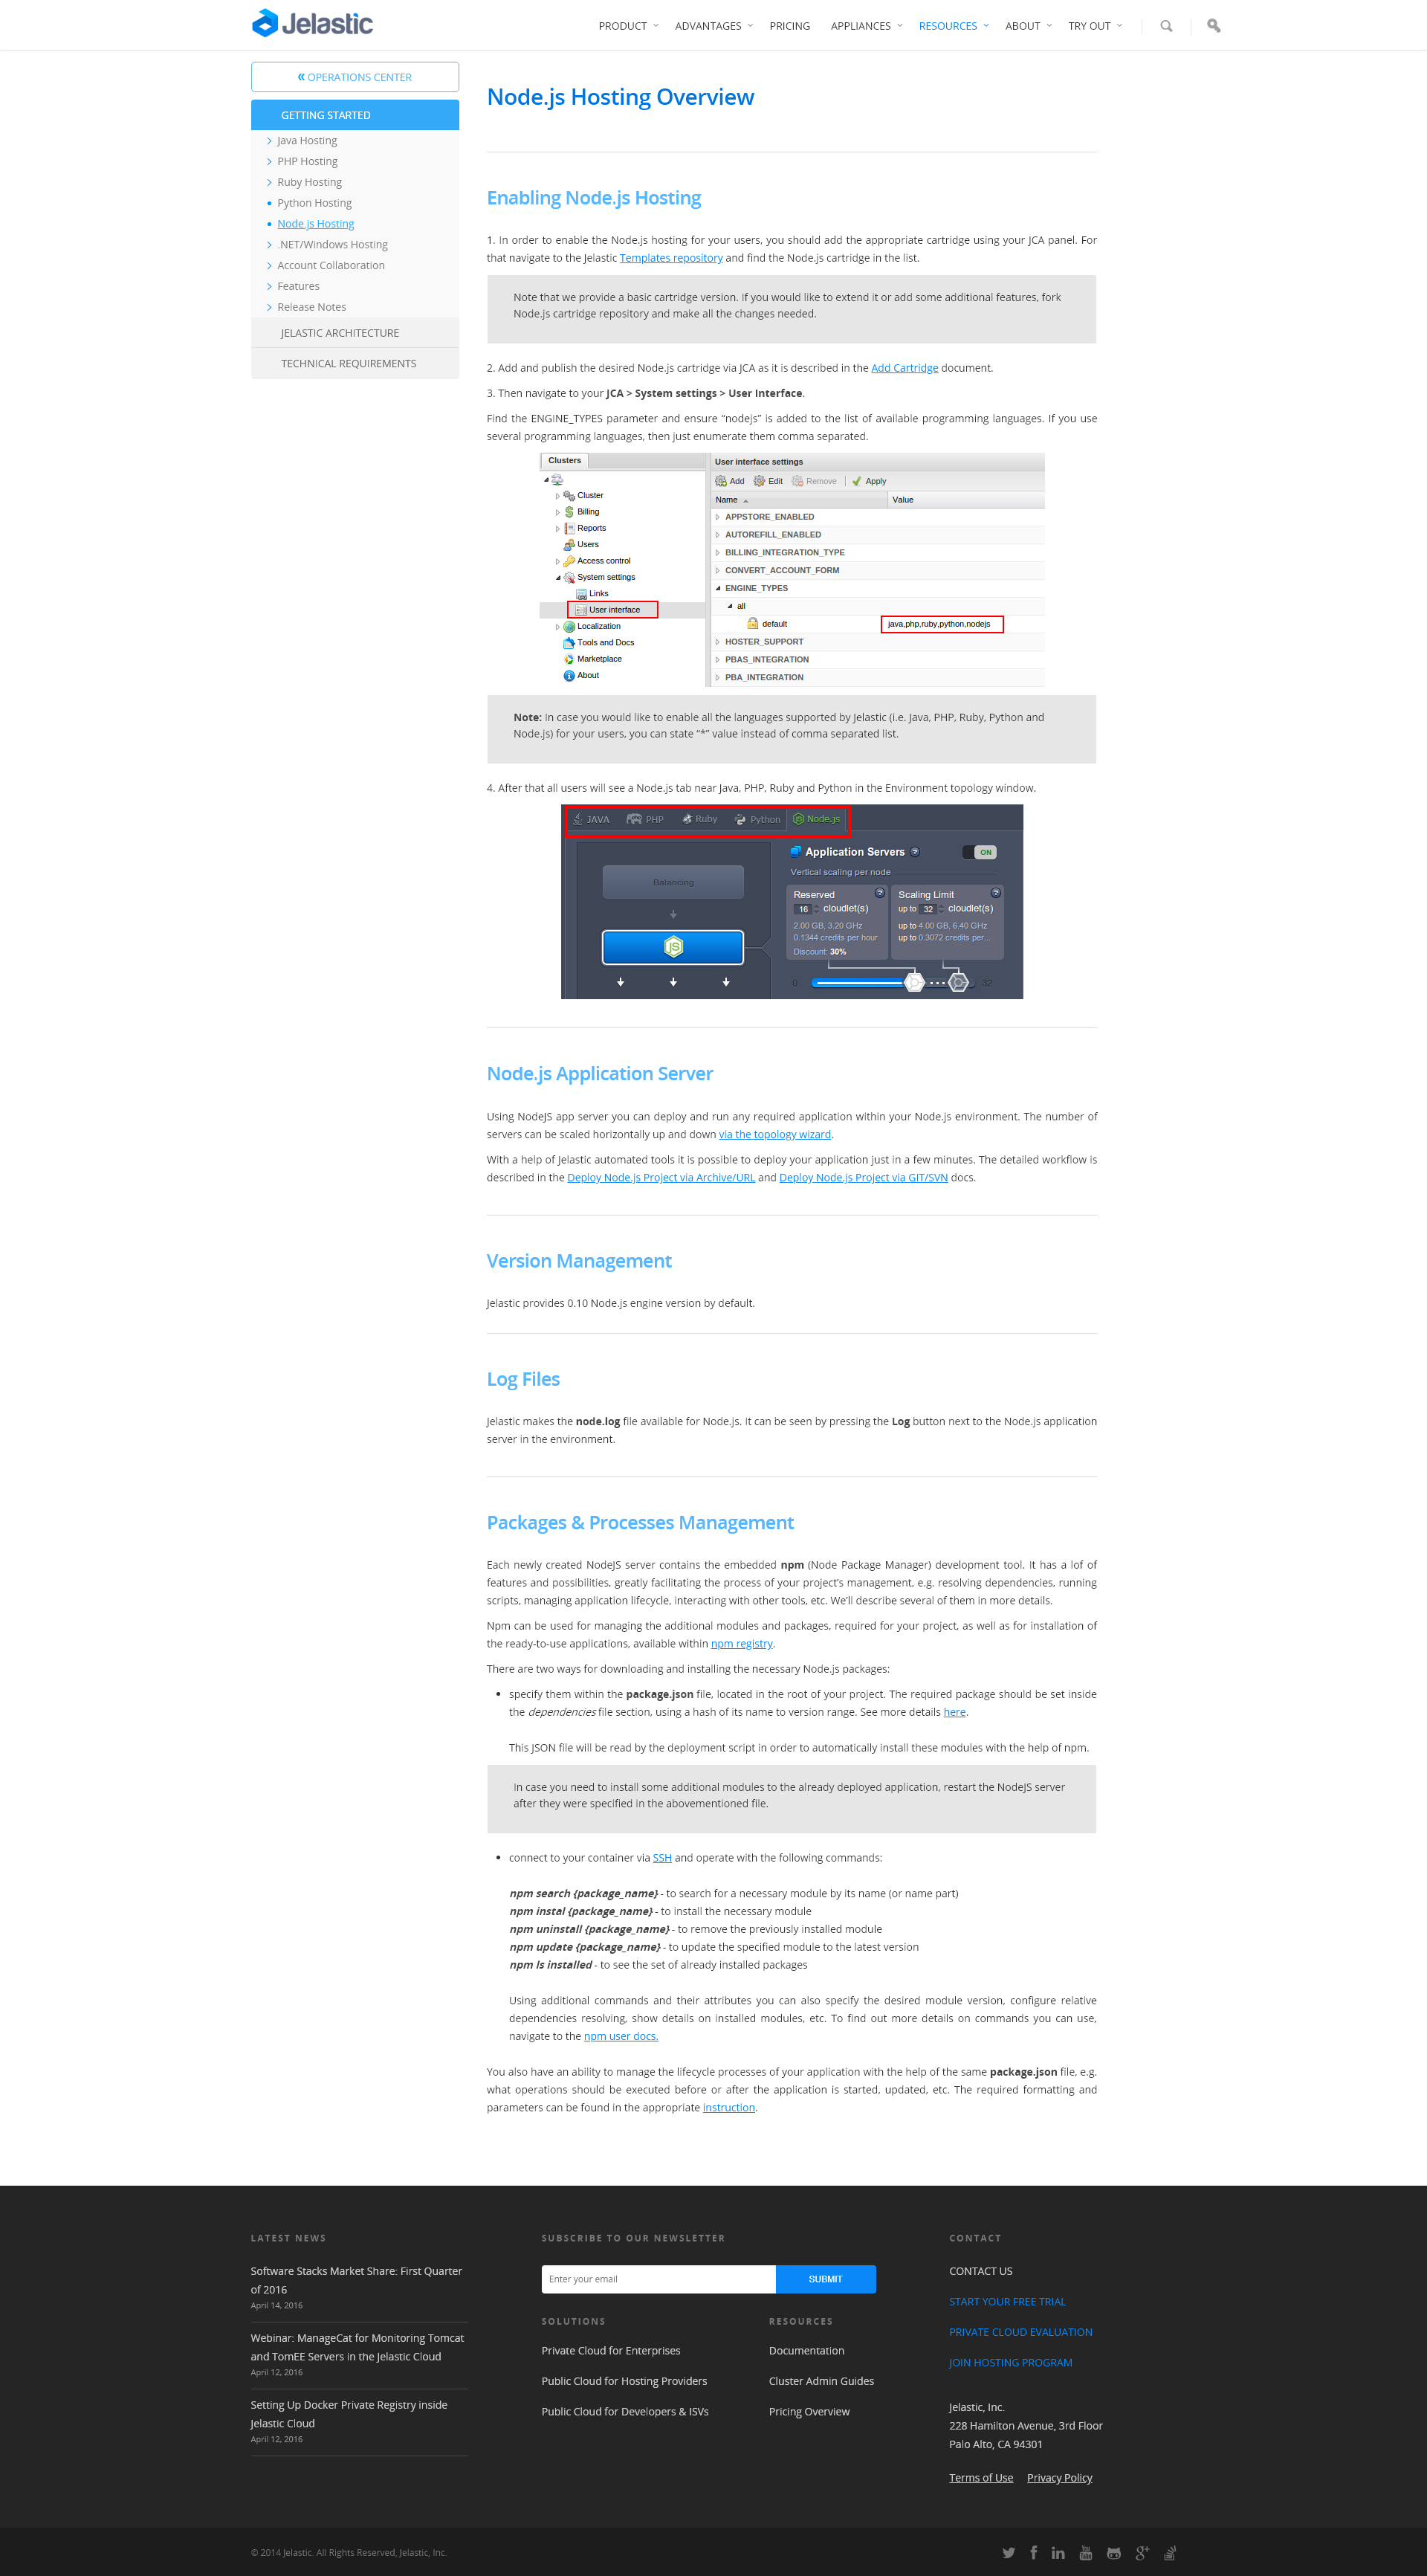 Jelastic
PRODUCT ADVANTAGES PRICING APPLIANCES RESOURCES ABOUT TRY OUT
« OPERATIONS CENTER
GETTING STARTED
Java Hosting
PHP Hosting
Ruby Hosting
Python Hosting
Node.js Hosting
.NET/Windows Hosting
Account Collaboration
Features
Release Notes
JELASTIC ARCHITECTURE
TECHNICAL REQUIREMENTS
Node.js Hosting Overview
Enabling Node.js Hosting
1. In order to enable the Node.js hosting for your users, you should add the appropriate cartridge using your JCA panel. For
that navigate to the Jelastic Templates repository and find the Node.js cartridge in the list.
Note that we provide a basic cartridge version. If you would like to extend it or add some additional features, fork
Node.js cartridge repository and make all the changes needed.
2. Add and publish the desired Node.js cartridge via JCA as it is described in the Add Cartridge document.
3. Then navigate to your JCA > System settings > User Interface.
Find the ENGINE_TYPES parameter and ensure “nodejs” is added to the list of available programming languages. If you use
several programming languages, then just enumerate them comma separated.
Clusters
Cluster
Billing
Reports
Users
Access control
System settings
Links
User interface
Localization
Tools and Docs
Marketplace
About
User interface settings
Add Edit Remove Apply
Name Value
APPSTORE_ENABLED
AUTOREFILL_ENABLED
BILLING_INTEGRATION_TYPE
CONVERT_ACCOUNT_FORM
ENGINE_TYPES
all
default java,php,ruby,python,nodejs
HOSTER_SUPPORT
PBAS_INTEGRATION
PBA_INTEGRATION
Note: In case you would like to enable all the languages supported by Jelastic (i.e. Java, PHP, Ruby, Python and
Node.js) for your users, you can state “*” value instead of comma separated list.
4. After that all users will see a Node.js tab near Java, PHP, Ruby and Python in the Environment topology window.
JAVA PHP Ruby Python Node.js
Balancing
JS
Application Servers ? ON
Vertical scaling per node
Reserved ? Scaling Limit ?
16 cloudlet(s) up to 32 cloudlet(s)
2.00 GB, 3.20 GHz up to 4.00 GB, 6.40 GHz
0.1344 credits per hour up to 0.3072 credits per...
Discount: 30%
0 32
Node.js Application Server
Using NodeJS app server you can deploy and run any required application within your Node.js environment. The number of
servers can be scaled horizontally up and down via the topology wizard.
With a help of Jelastic automated tools it is possible to deploy your application just in a few minutes. The detailed workflow is
described in the Deploy Node.js Project via Archive/URL and Deploy Node.js Project via GIT/SVN docs.
Version Management
Jelastic provides 0.10 Node.js engine version by default.
Log Files
Jelastic makes the node.log file available for Node.js. It can be seen by pressing the Log button next to the Node.js application
server in the environment.
Packages & Processes Management
Each newly created NodeJS server contains the embedded npm (Node Package Manager) development tool. It has a lof of
features and possibilities, greatly facilitating the process of your project’s management, e.g. resolving dependencies, running
scripts, managing application lifecycle, interacting with other tools, etc. We’ll describe several of them in more details.
Npm can be used for managing the additional modules and packages, required for your project, as well as for installation of
the ready-to-use applications, available within npm registry.
There are two ways for downloading and installing the necessary Node.js packages:
• specify them within the package.json file, located in the root of your project. The required package should be set inside
the dependencies file section, using a hash of its name to version range. See more details here.
This JSON file will be read by the deployment script in order to automatically install these modules with the help of npm.
In case you need to install some additional modules to the already deployed application, restart the NodeJS server
after they were specified in the abovementioned file.
• connect to your container via SSH and operate with the following commands:
npm search {package_name} - to search for a necessary module by its name (or name part)
npm instal {package_name} - to install the necessary module
npm uninstall {package_name} - to remove the previously installed module
npm update {package_name} - to update the specified module to the latest version
npm ls installed - to see the set of already installed packages
Using additional commands and their attributes you can also specify the desired module version, configure relative
dependencies resolving, show details on installed modules, etc. To find out more details on commands you can use,
navigate to the npm user docs.
You also have an ability to manage the lifecycle processes of your application with the help of the same package.json file, e.g.
what operations should be executed before or after the application is started, updated, etc. The required formatting and
parameters can be found in the appropriate instruction.
LATEST NEWS
Software Stacks Market Share: First Quarter
of 2016
April 14, 2016
Webinar: ManageCat for Monitoring Tomcat
and TomEE Servers in the Jelastic Cloud
April 12, 2016
Setting Up Docker Private Registry inside
Jelastic Cloud
April 12, 2016
SUBSCRIBE TO OUR NEWSLETTER
Enter your email SUBMIT
SOLUTIONS
Private Cloud for Enterprises
Public Cloud for Hosting Providers
Public Cloud for Developers & ISVs
RESOURCES
Documentation
Cluster Admin Guides
Pricing Overview
CONTACT
CONTACT US
START YOUR FREE TRIAL
PRIVATE CLOUD EVALUATION
JOIN HOSTING PROGRAM
Jelastic, Inc.
228 Hamilton Avenue, 3rd Floor
Palo Alto, CA 94301
Terms of Use Privacy Policy
© 2014 Jelastic. All Rights Reserved, Jelastic, Inc.